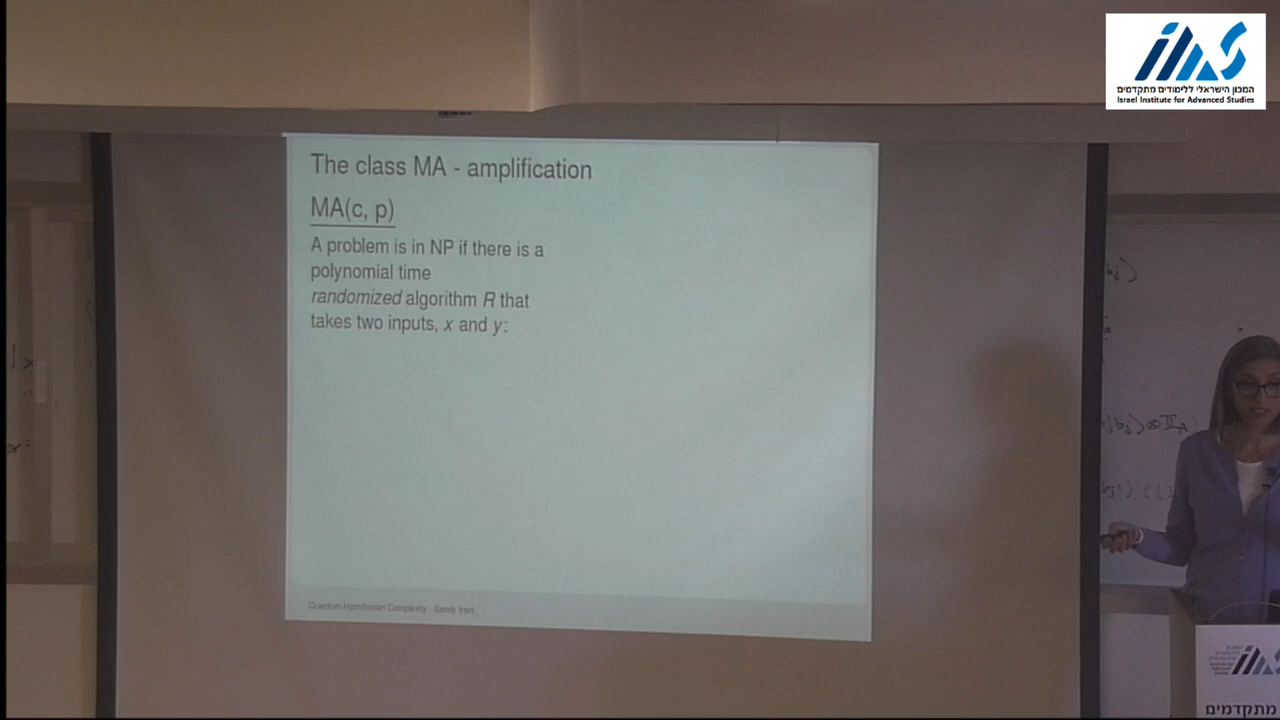 המכון הישראלי ללימודים מתקדמים
Israel Institute for Advanced Studies
The class MA - amplification
MA(c, p)
A problem is in NP if there is a
polynomial time
randomized algorithm R that
takes two inputs, x and y:
Quantum Hamiltonian Complexity - Sandy Irani
מתקדמים